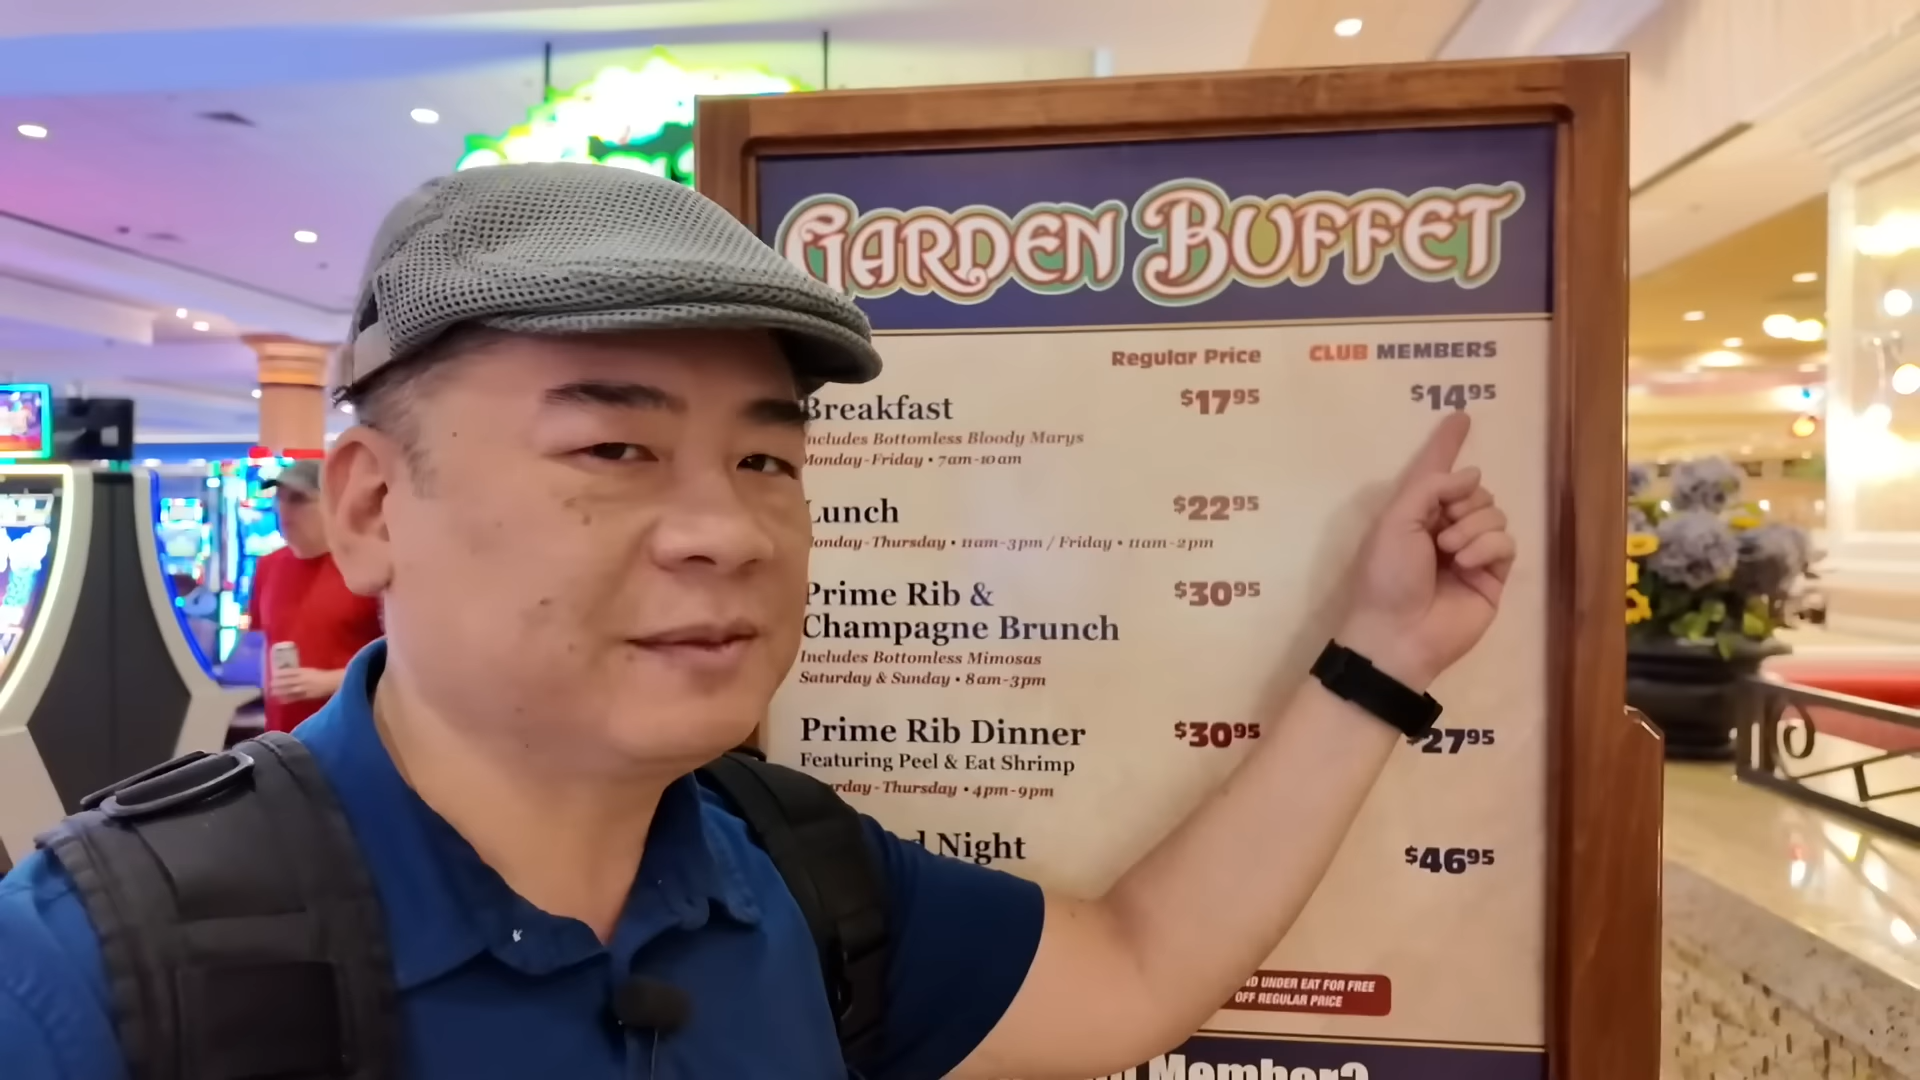 GARDEN BUFFET
Regular Price CLUB MEMBERS
Breakfast $17.95 $14.95
Includes Bottomless Bloody Marys
Monday-Friday • 7am-10am
Lunch $22.95
Monday-Thursday • 11am-3pm / Friday • 11am-2pm
Prime Rib & $30.95
Champagne Brunch
Includes Bottomless Mimosas
Saturday & Sunday • 8am-3pm
Prime Rib Dinner $30.95 $27.95
Featuring Peel & Eat Shrimp
Thursday • 4pm-9pm
Night $46.95
UNDER EAT FOR FREE
OFF REGULAR PRICE
Member?